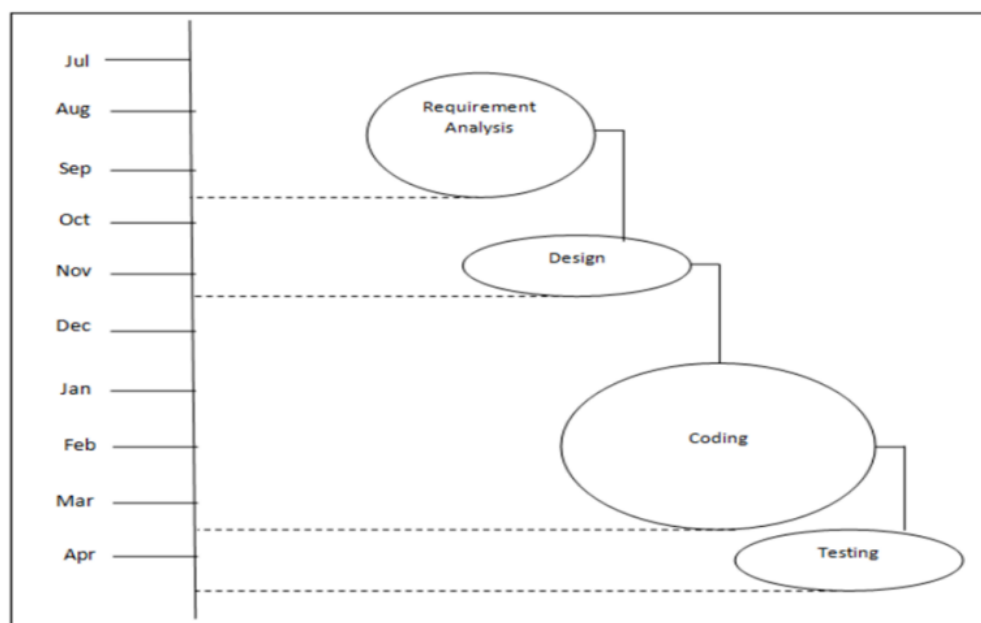 Jul
Aug
Sep
Oct
Nov
Dec
Jan
Feb
Mar
Apr
Requirement
Analysis
Design
Coding
Testing